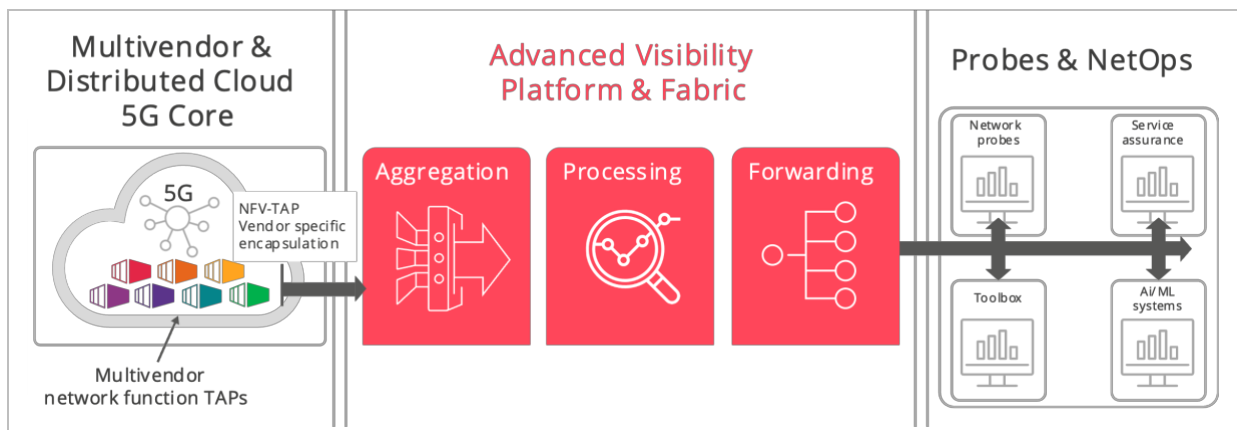 Multivendor &
Distributed Cloud
5G Core
5G
NFV-TAP
Vendor specific
encapsulation
Multivendor
network function TAPs
Advanced Visibility
Platform & Fabric
Aggregation
Processing
Forwarding
Probes & NetOps
Network
probes
Service
assurance
Toolbox
Ai/ML
systems